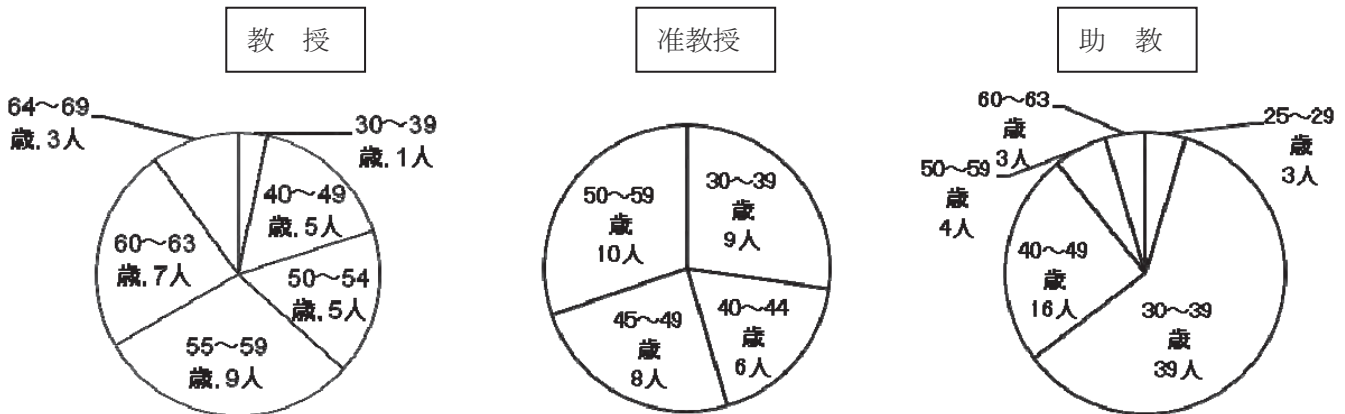 教 授
64～69
歳, 3人
30～39
歳, 1人
40～49
歳, 5人
50～54
歳, 5人
55～59
歳, 9人
60～63
歳, 7人
准教授
30～39
歳
9人
40～44
歳
6人
45～49
歳
8人
50～59
歳
10人
助 教
25～29
歳
3人
30～39
歳
39人
40～49
歳
16人
50～59
歳
4人
60～63
歳
3人